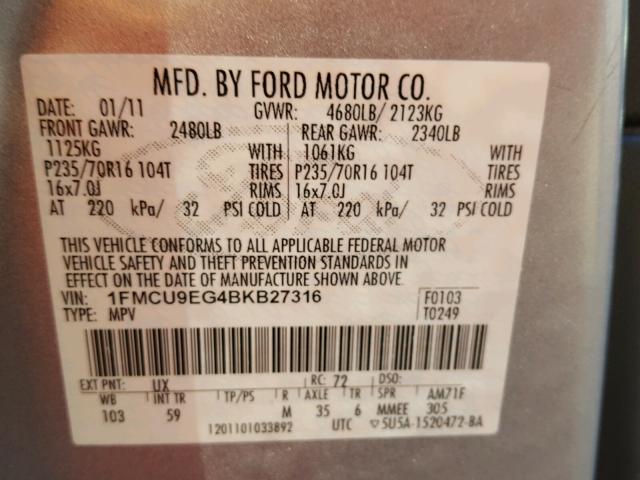 MFD. BY FORD MOTOR CO.
DATE: 01/11 GVWR: 4680LB/ 2123KG
FRONT GAWR: 2480LB REAR GAWR: 2340LB
1125KG WITH 1061KG WITH
P235/70R16 104T TIRES P235/70R16 104T TIRES
16x7.0J RIMS 16x7.0J RIMS
AT 220 kPa/ 32 PSI COLD AT 220 kPa/ 32 PSI COLD
THIS VEHICLE CONFORMS TO ALL APPLICABLE FEDERAL MOTOR
VEHICLE SAFETY AND THEFT PREVENTION STANDARDS IN
EFFECT ON THE DATE OF MANUFACTURE SHOWN ABOVE.
VIN: 1FMCU9EG4BKB27316 F0103
TYPE: MPV T0249
EXT PNT: UX RC: 72 DSO:
WB INT TR TP/PS R AXLE TR SPR AM71F
103 59 M 35 6 MMEE 305
1201101033892 UTC ▽5U5A-1520472-BA